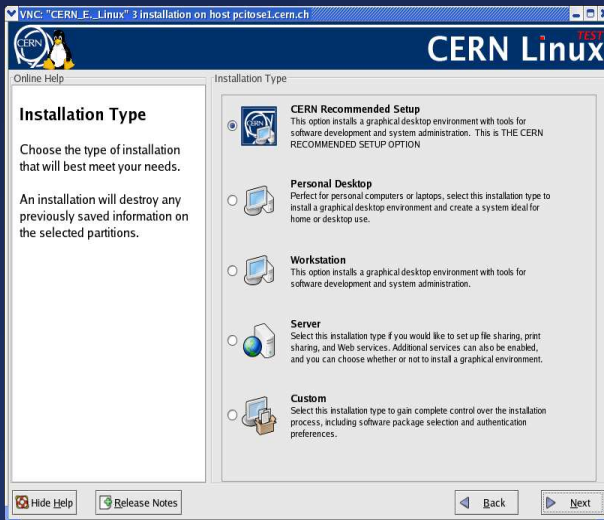 VNC: "CERN_E._Linux" 3 installation on host pcitose1.cern.ch
CERN
CERN Linux
TEST
Online Help
Installation Type
Choose the type of installation
that will best meet your needs.
An installation will destroy any
previously saved information on
the selected partitions.
Installation Type
CERN
CERN Recommended Setup
This option installs a graphical desktop environment with tools for
software development and system administration. This is THE CERN
RECOMMENDED SETUP OPTION
Personal Desktop
Perfect for personal computers or laptops, select this installation type to
install a graphical desktop environment and create a system ideal for
home or desktop use.
Workstation
This option installs a graphical desktop environment with tools for
software development and system administration.
Server
Select this installation type if you would like to set up file sharing, print
sharing, and Web services. Additional services can also be enabled,
and you can choose whether or not to install a graphical environment.
Custom
Select this installation type to gain complete control over the installation
process, including software package selection and authentication
preferences.
Hide Help
Release Notes
Back
Next